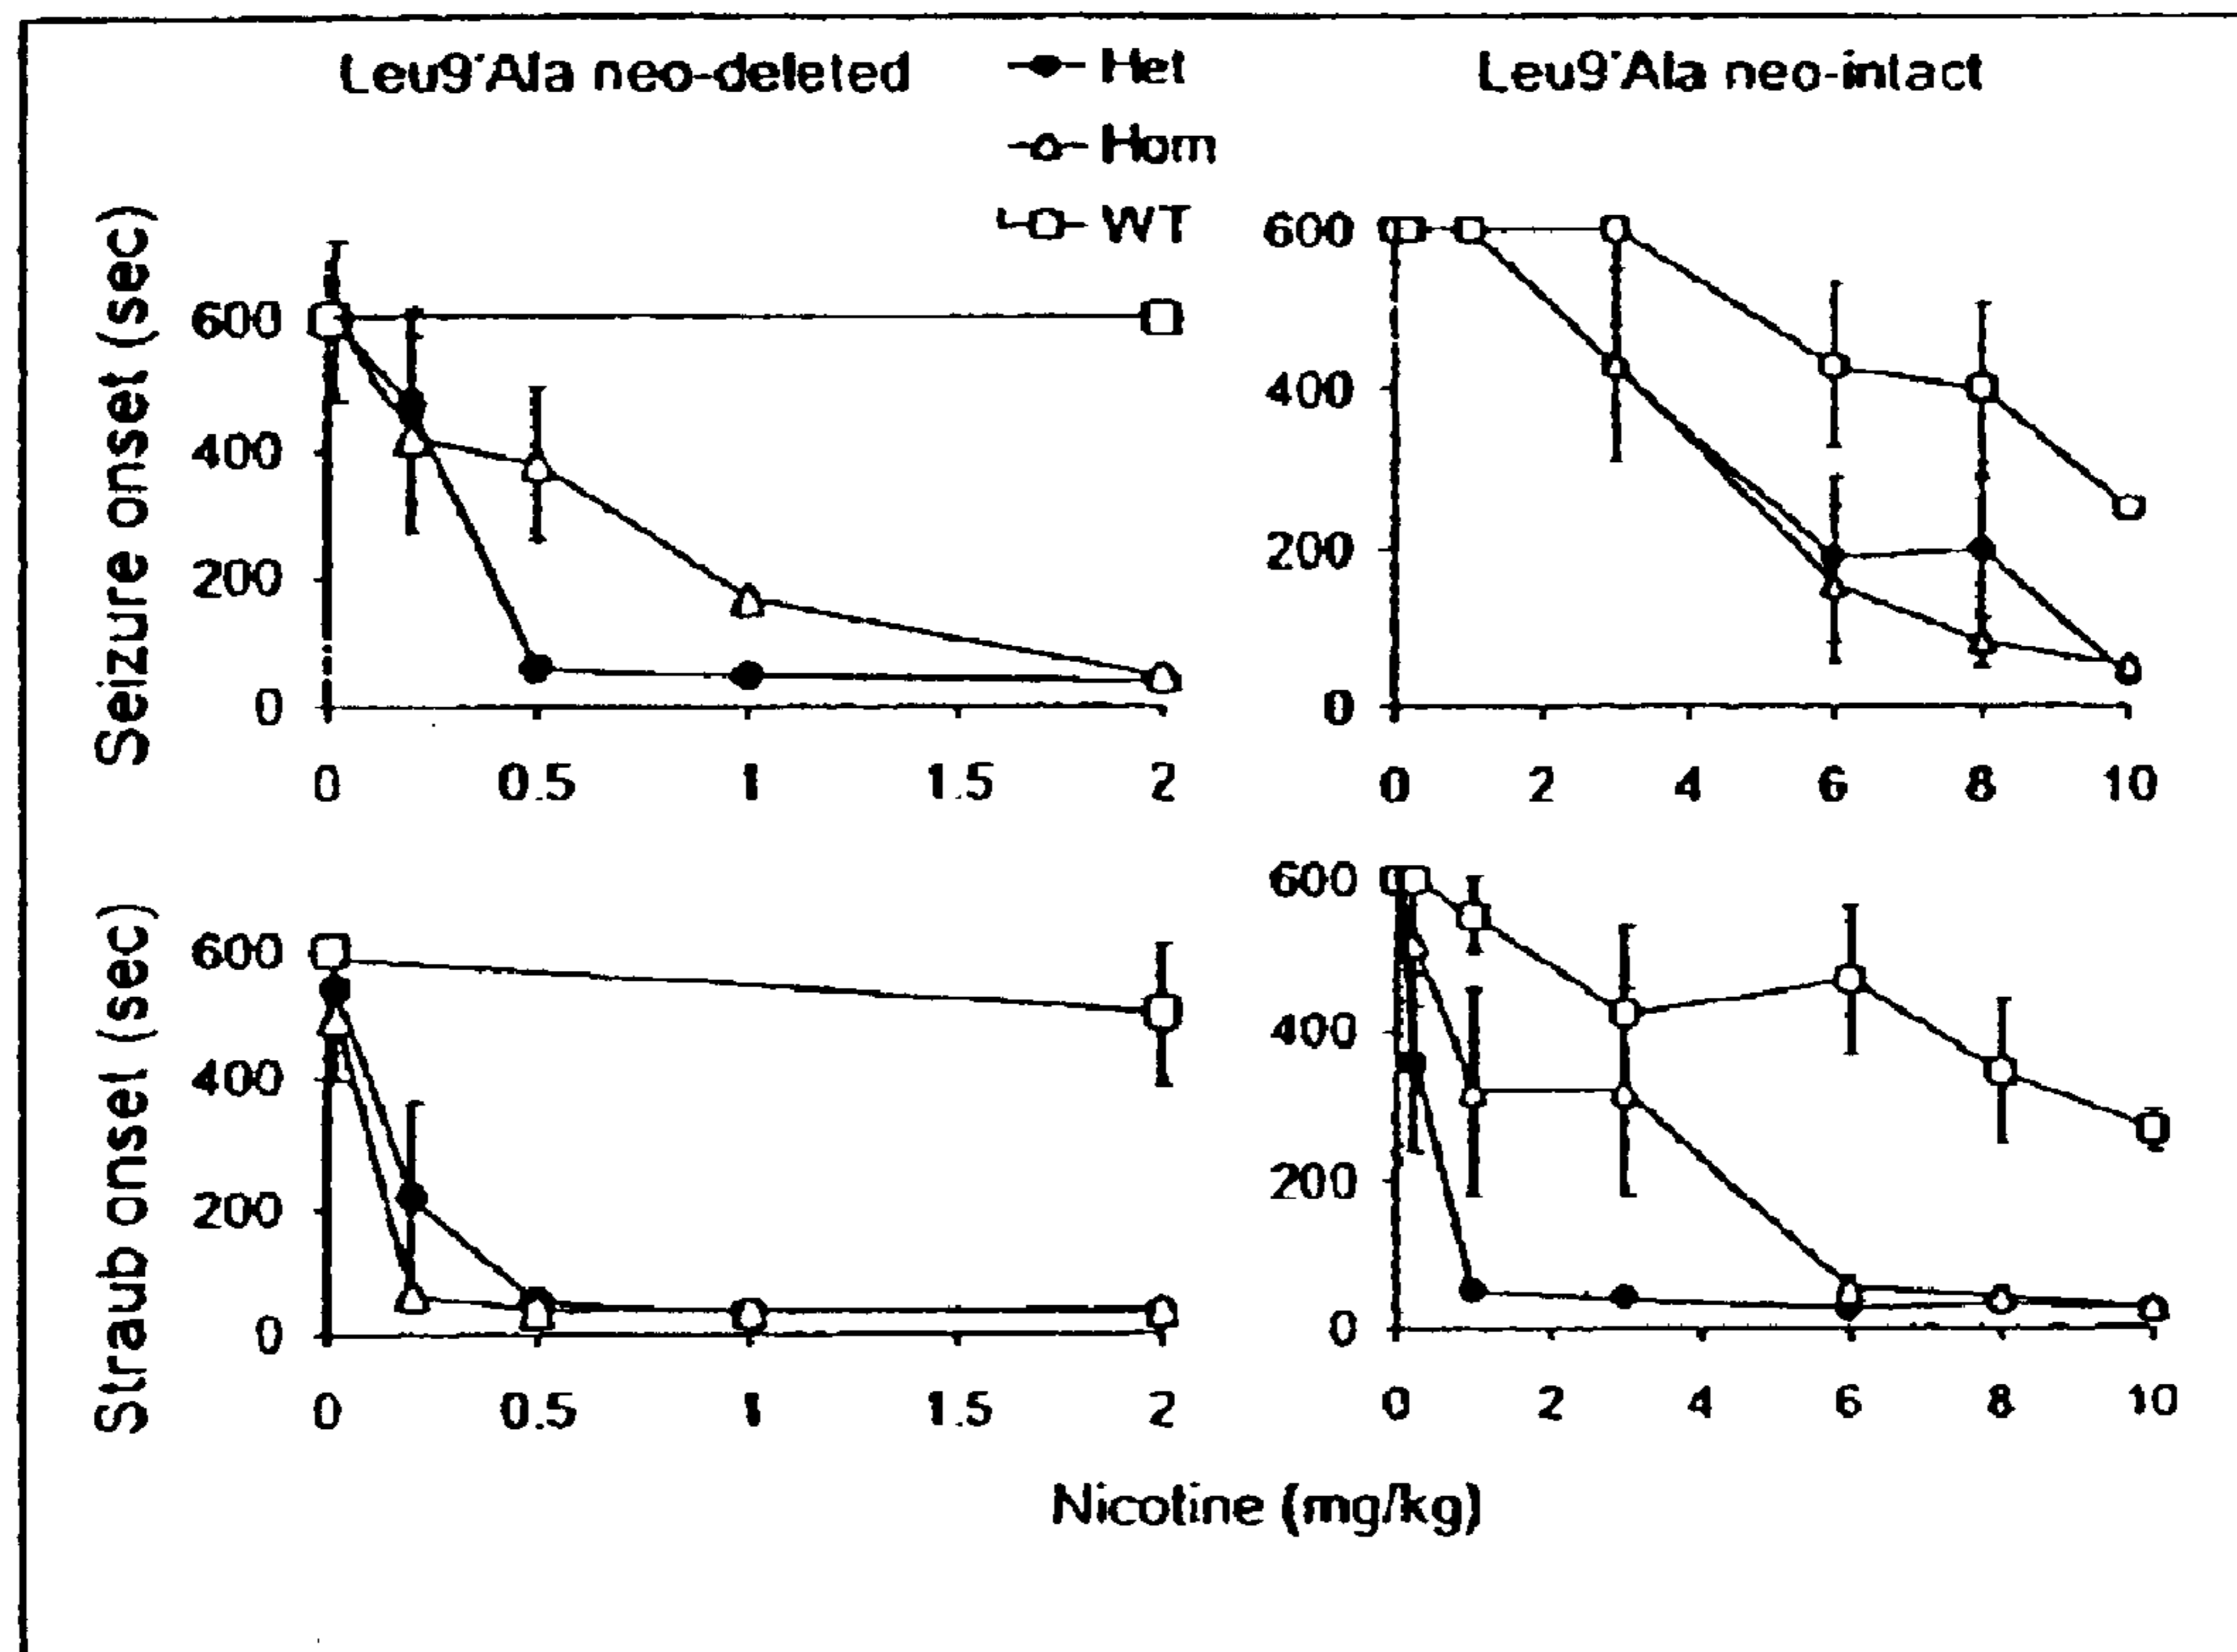 Leu9'Ala neo-deleted
Het
Hom
WT
Leu9'Ala neo-intact
Seizure onset (sec)
600
400
200
0
0 0.5 1 1.5 2
600
400
200
0
0 2 4 6 8 10
Straub onset (sec)
600
400
200
0
0 0.5 1 1.5 2
600
400
200
0
0 2 4 6 8 10
Nicotine (mg/kg)